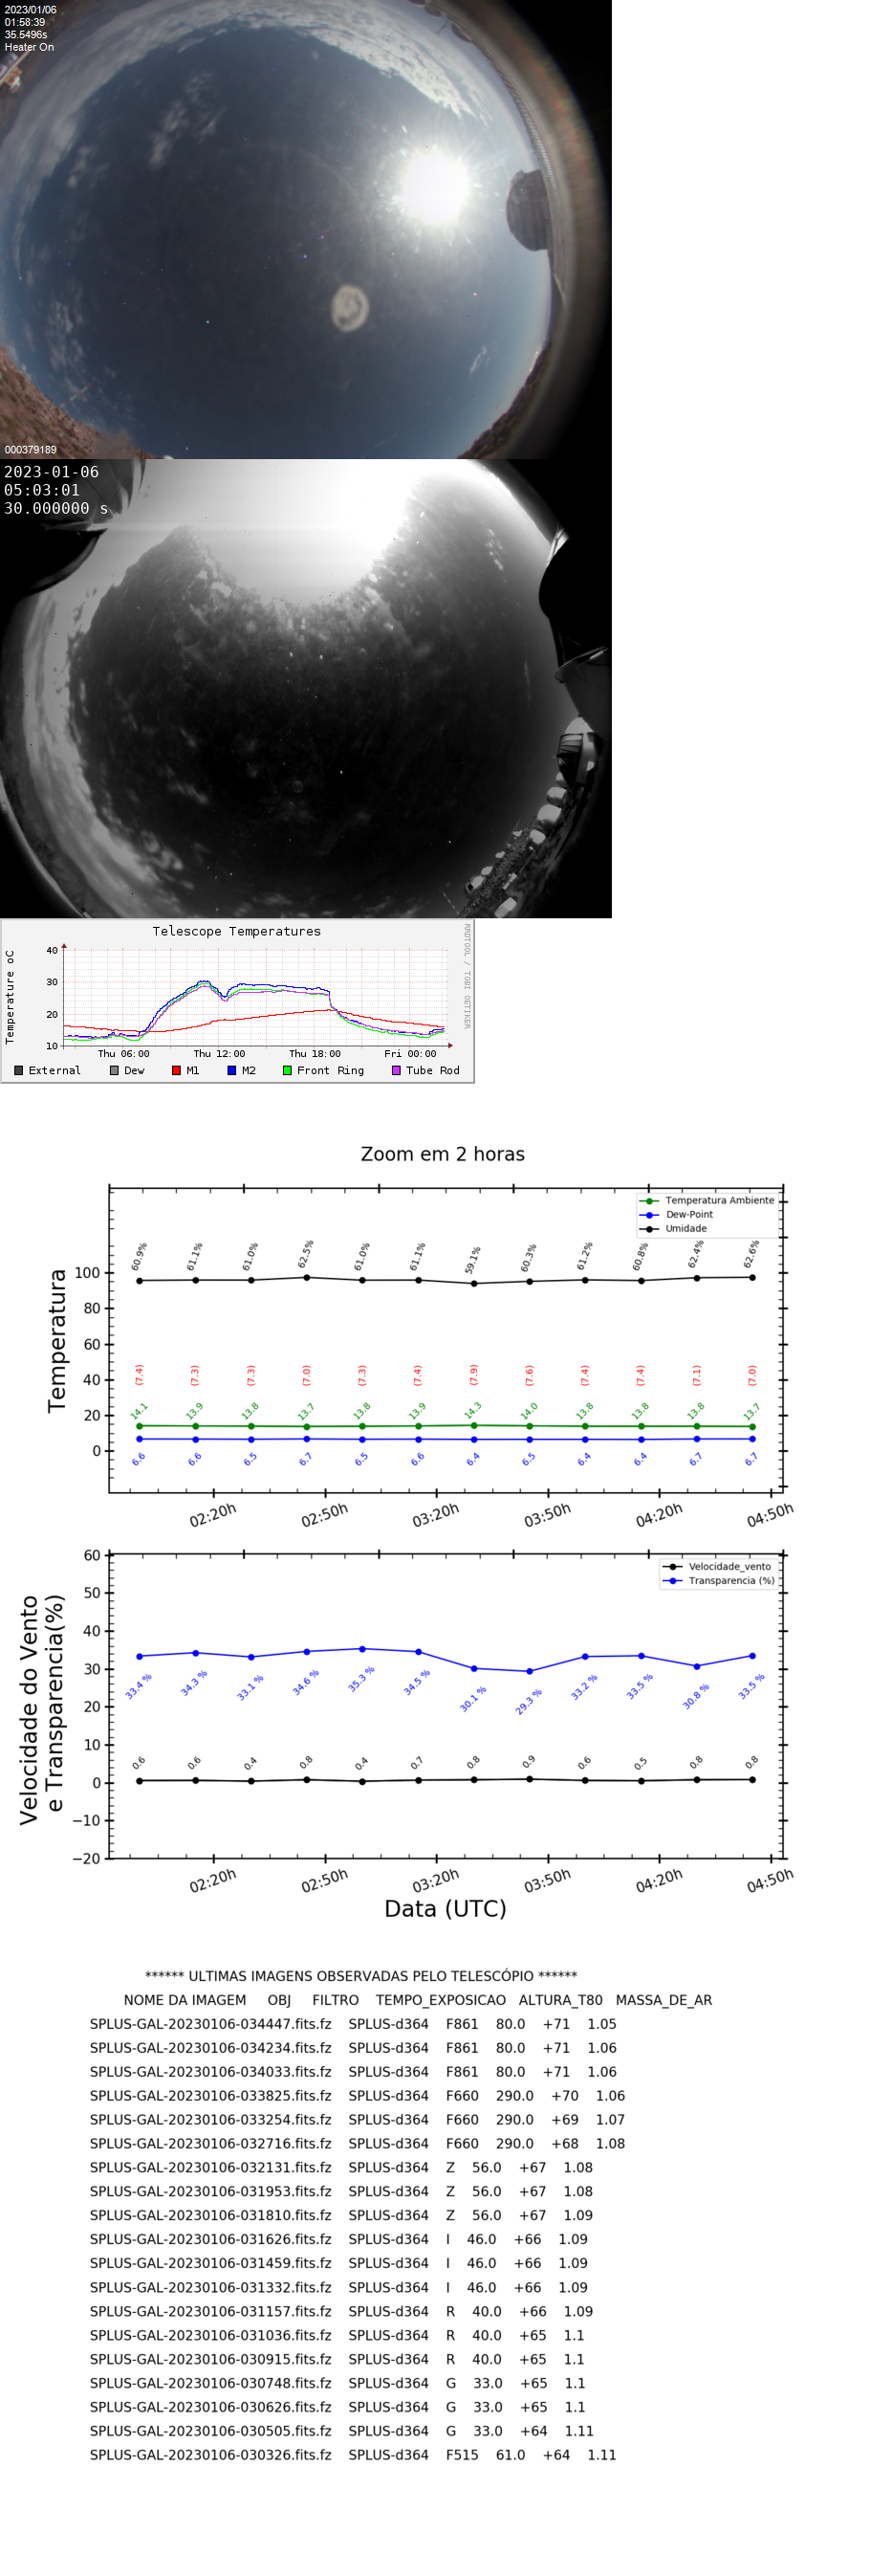 2023/01/06
01:58:39
35.5496s
Heater On
000379189
2023-01-06
05:03:01
30.000000 s
Telescope Temperatures
RRDTOOL / TOBI OETIKER
Temperature oC
40
30
20
10
Thu 06:00 Thu 12:00 Thu 18:00 Fri 00:00
External Dew M1 M2 Front Ring Tube Rod
Zoom em 2 horas
Temperatura Ambiente
Dew-Point
Umidade
Temperatura
100
80
60
40
20
0
60.9% 61.1% 61.0% 62.5% 61.0% 61.1% 59.1% 60.3% 61.2% 60.8% 62.4% 62.6%
(7.4) (7.3) (7.3) (7.0) (7.3) (7.4) (7.9) (7.6) (7.4) (7.4) (7.1) (7.0)
14.1 13.9 13.8 13.7 13.8 13.9 14.3 14.0 13.8 13.8 13.8 13.7
6.6 6.6 6.5 6.7 6.5 6.6 6.4 6.5 6.4 6.4 6.7 6.7
02:20h 02:50h 03:20h 03:50h 04:20h 04:50h
Velocidade_vento
Transparencia (%)
Velocidade do Vento
e Transparencia(%)
60
50
40
30
20
10
0
−10
−20
33.4 % 34.3 % 33.1 % 34.6 % 35.3 % 34.5 % 30.1 % 29.3 % 33.2 % 33.5 % 30.8 % 33.5 %
0.6 0.6 0.4 0.8 0.4 0.7 0.8 0.9 0.6 0.5 0.8 0.8
02:20h 02:50h 03:20h 03:50h 04:20h 04:50h
Data (UTC)
****** ULTIMAS IMAGENS OBSERVADAS PELO TELESCÓPIO ******
NOME DA IMAGEM OBJ FILTRO TEMPO_EXPOSICAO ALTURA_T80 MASSA_DE_AR
SPLUS-GAL-20230106-034447.fits.fz SPLUS-d364 F861 80.0 +71 1.05
SPLUS-GAL-20230106-034234.fits.fz SPLUS-d364 F861 80.0 +71 1.06
SPLUS-GAL-20230106-034033.fits.fz SPLUS-d364 F861 80.0 +71 1.06
SPLUS-GAL-20230106-033825.fits.fz SPLUS-d364 F660 290.0 +70 1.06
SPLUS-GAL-20230106-033254.fits.fz SPLUS-d364 F660 290.0 +69 1.07
SPLUS-GAL-20230106-032716.fits.fz SPLUS-d364 F660 290.0 +68 1.08
SPLUS-GAL-20230106-032131.fits.fz SPLUS-d364 Z 56.0 +67 1.08
SPLUS-GAL-20230106-031953.fits.fz SPLUS-d364 Z 56.0 +67 1.08
SPLUS-GAL-20230106-031810.fits.fz SPLUS-d364 Z 56.0 +67 1.09
SPLUS-GAL-20230106-031626.fits.fz SPLUS-d364 I 46.0 +66 1.09
SPLUS-GAL-20230106-031459.fits.fz SPLUS-d364 I 46.0 +66 1.09
SPLUS-GAL-20230106-031332.fits.fz SPLUS-d364 I 46.0 +66 1.09
SPLUS-GAL-20230106-031157.fits.fz SPLUS-d364 R 40.0 +66 1.09
SPLUS-GAL-20230106-031036.fits.fz SPLUS-d364 R 40.0 +65 1.1
SPLUS-GAL-20230106-030915.fits.fz SPLUS-d364 R 40.0 +65 1.1
SPLUS-GAL-20230106-030748.fits.fz SPLUS-d364 G 33.0 +65 1.1
SPLUS-GAL-20230106-030626.fits.fz SPLUS-d364 G 33.0 +65 1.1
SPLUS-GAL-20230106-030505.fits.fz SPLUS-d364 G 33.0 +64 1.11
SPLUS-GAL-20230106-030326.fits.fz SPLUS-d364 F515 61.0 +64 1.11